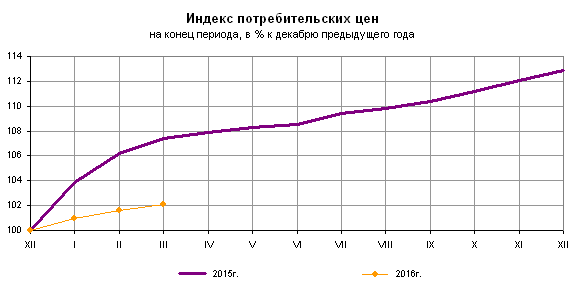 Индекс потребительских цен
на конец периода, в % к декабрю предыдущего года
114
112
110
108
106
104
102
100
XII I II III IV V VI VII VIII IX X XI XII
2015г. 2016г.